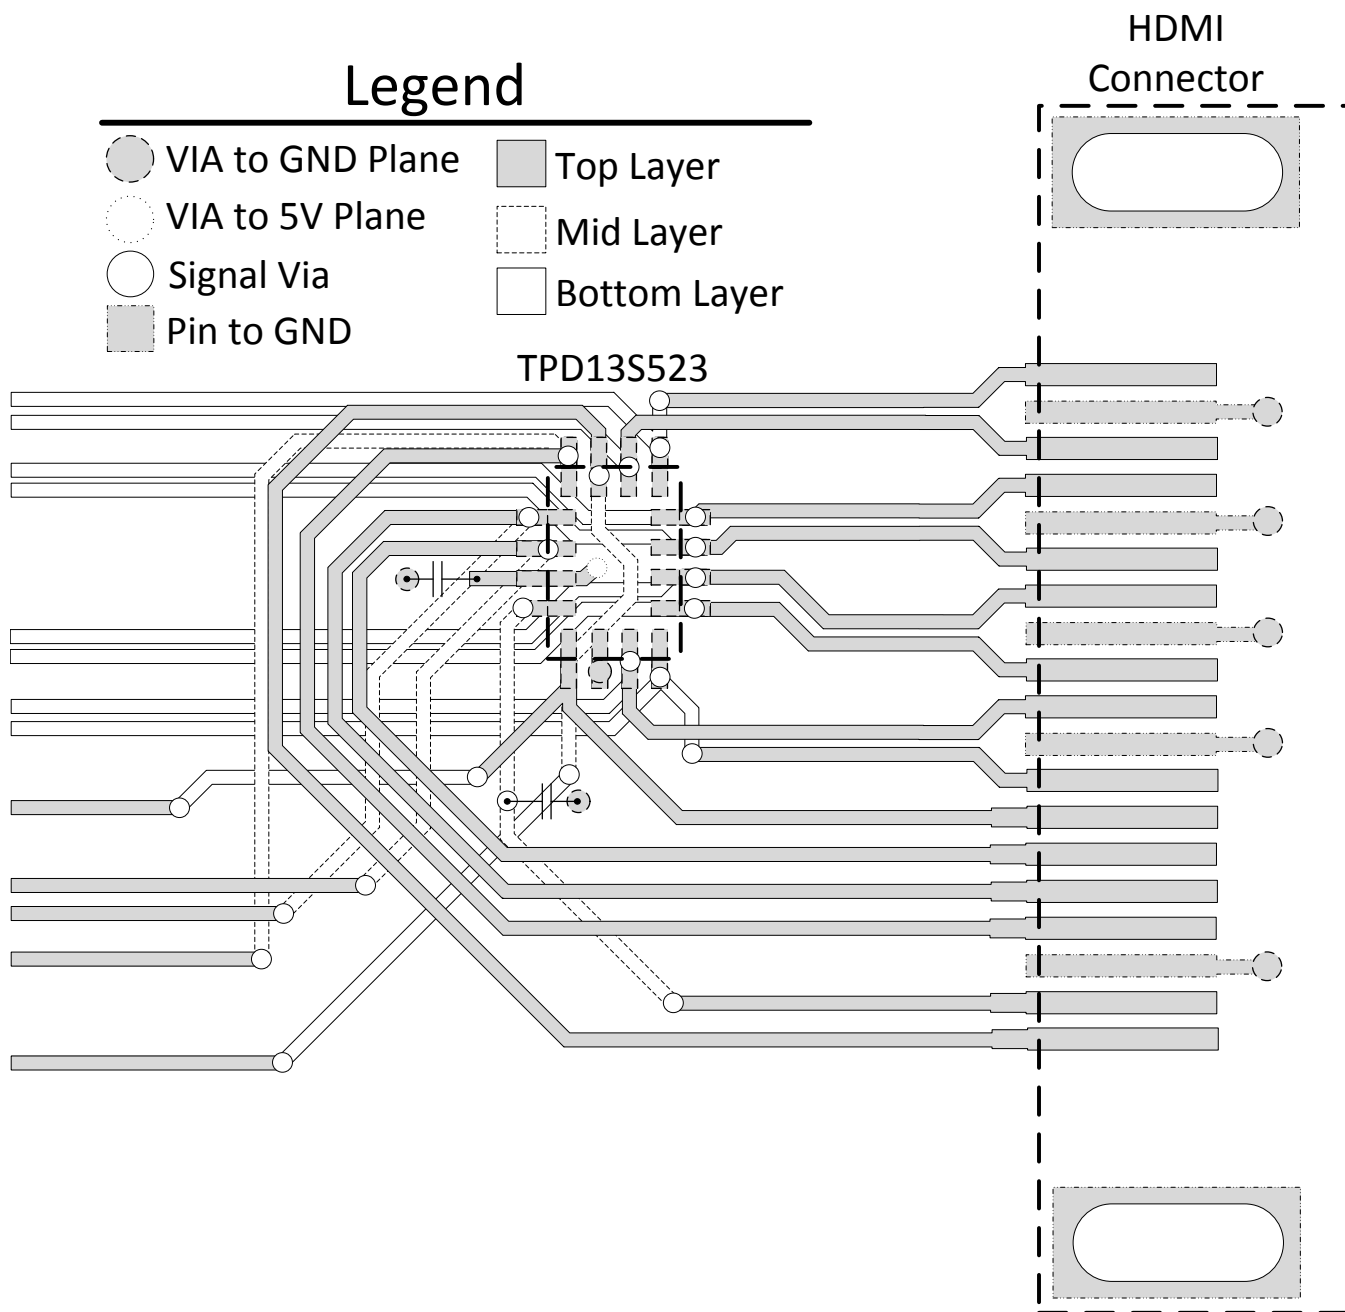 HDMI
Connector
Legend
VIA to GND Plane
VIA to 5V Plane
Signal Via
Pin to GND
Top Layer
Mid Layer
Bottom Layer
TPD13S523